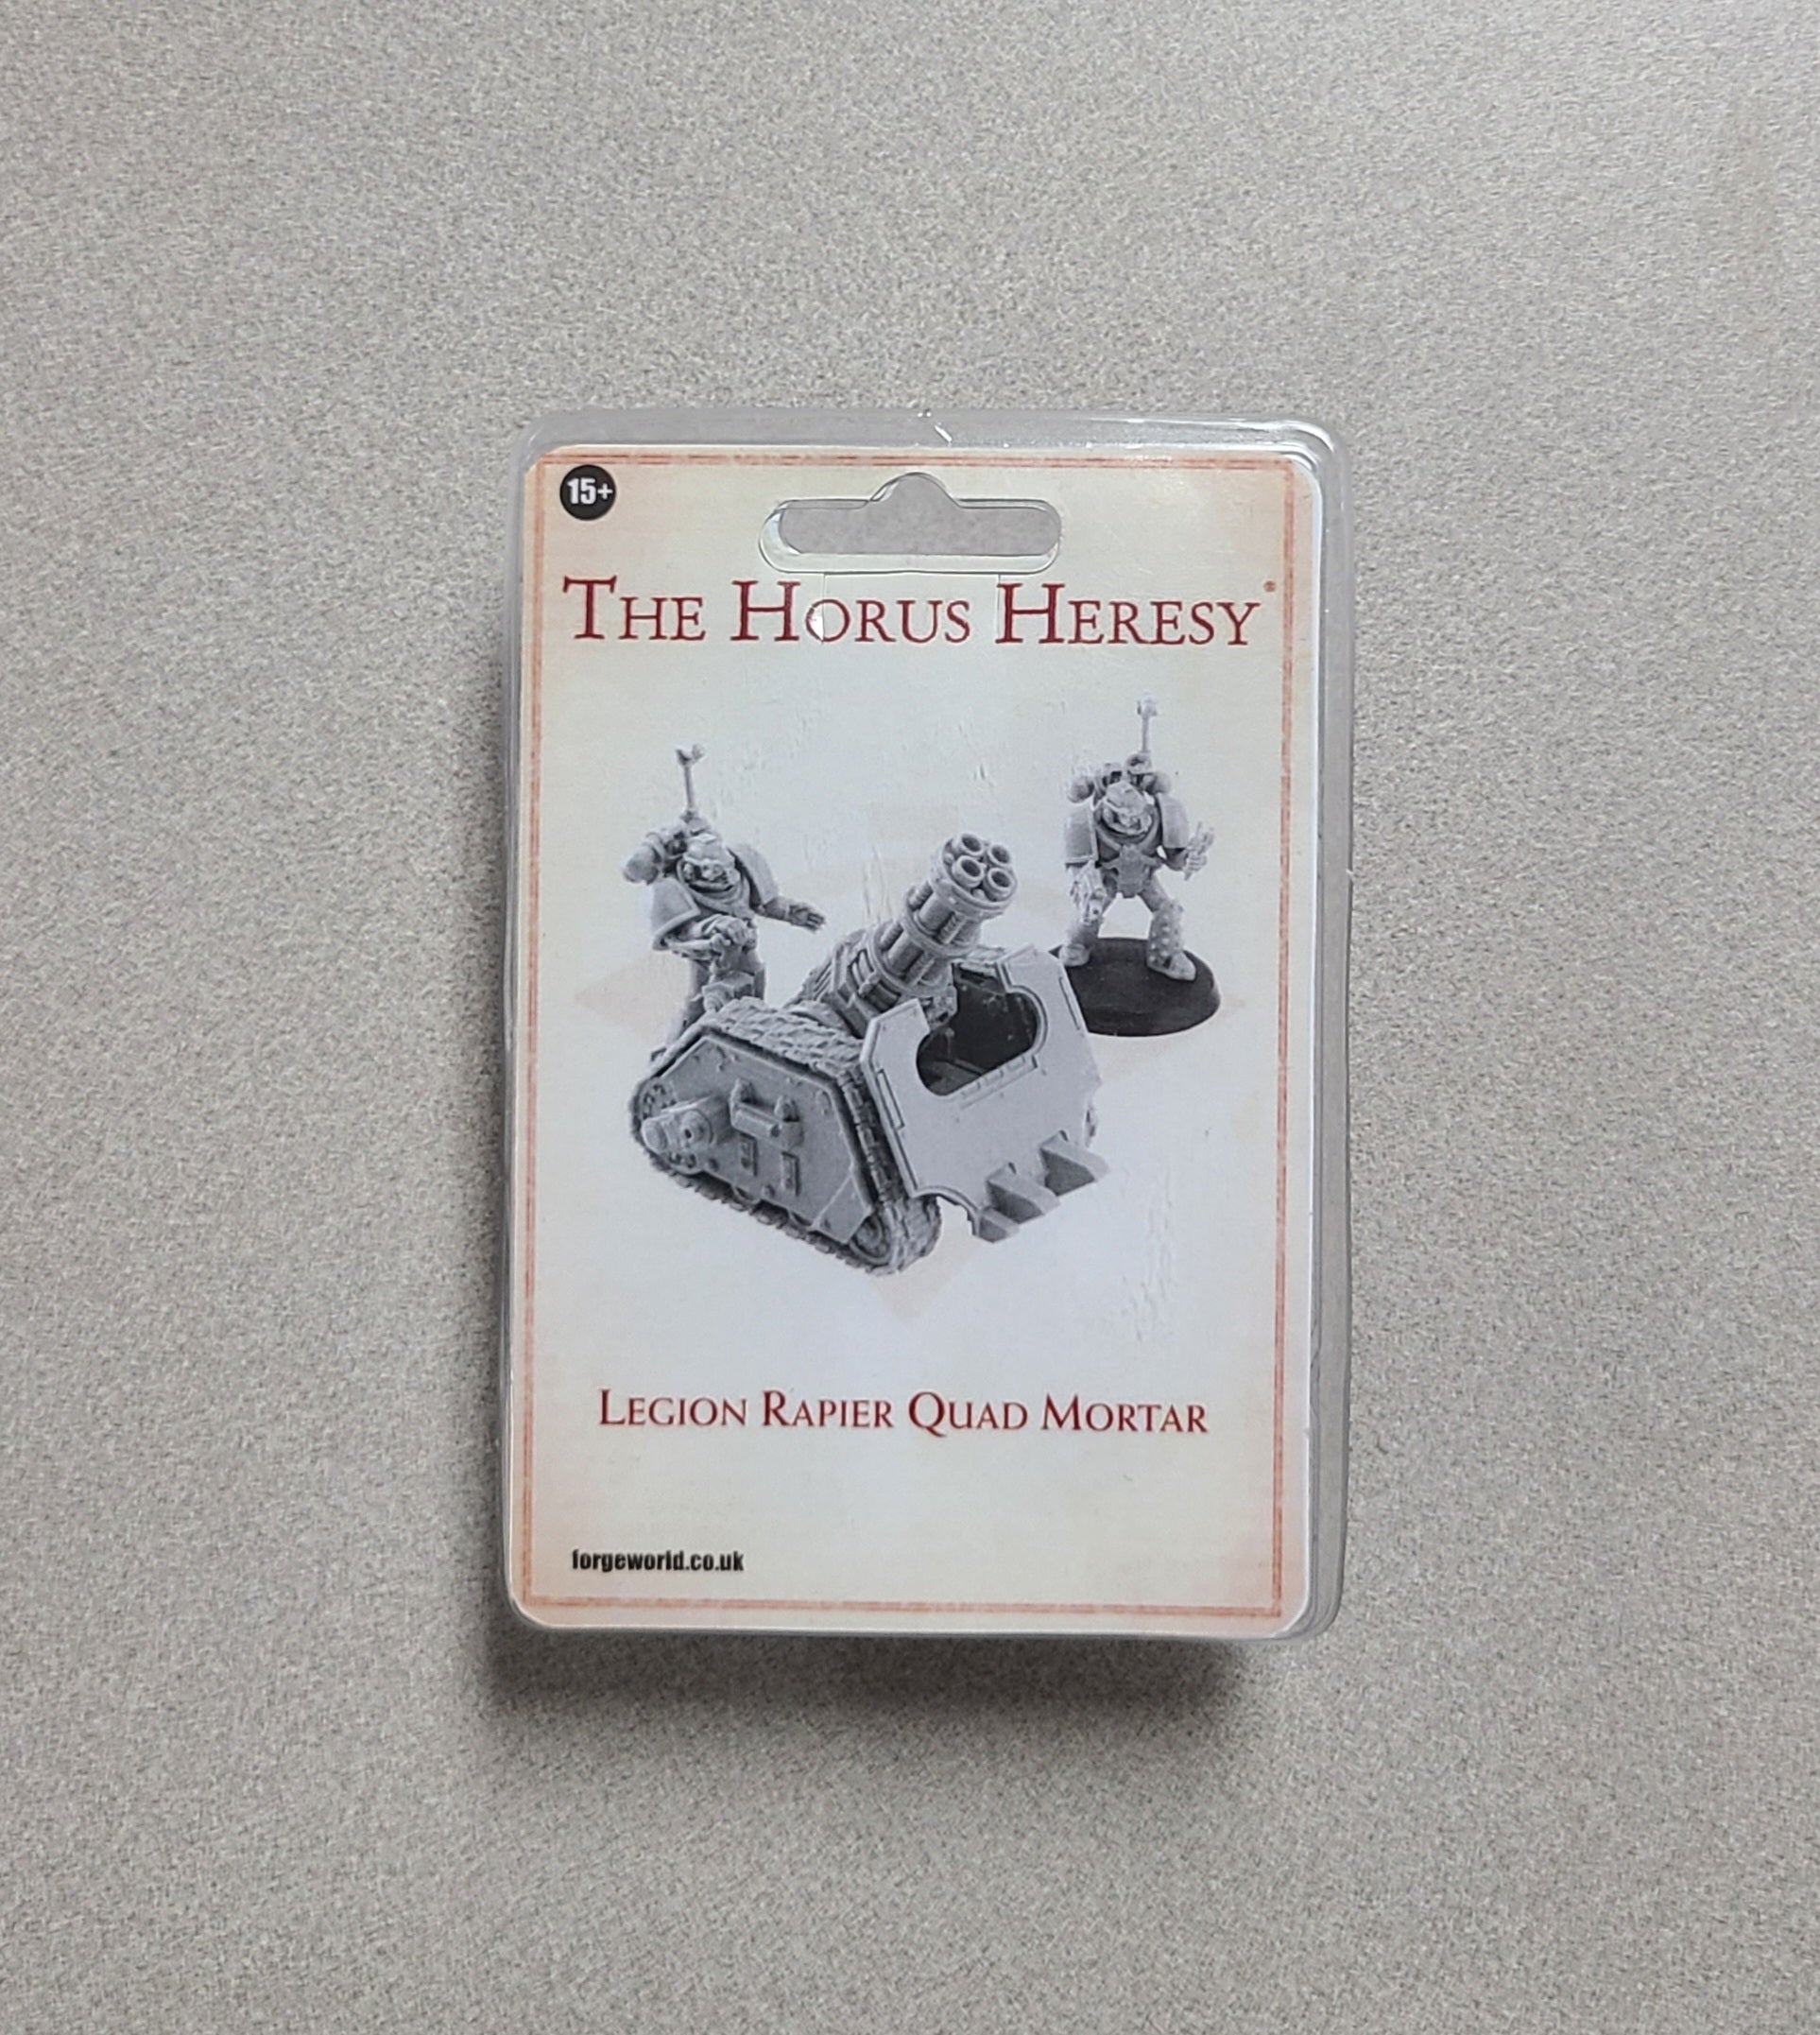 15+
THE HORUS HERESY®
LEGION RAPIER QUAD MORTAR
forgeworld.co.uk